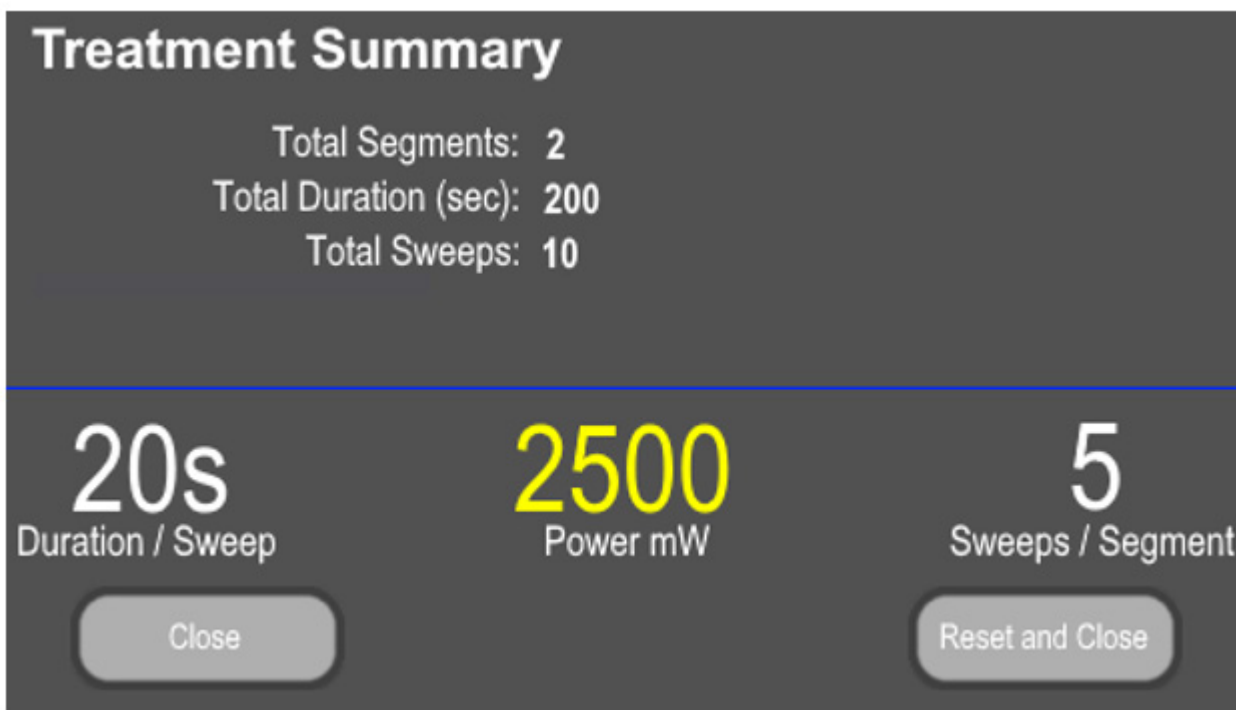 Treatment Summary
Total Segments: 2
Total Duration (sec): 200
Total Sweeps: 10
20s 2500 5
Duration / Sweep Power mW Sweeps / Segment
Close Reset and Close